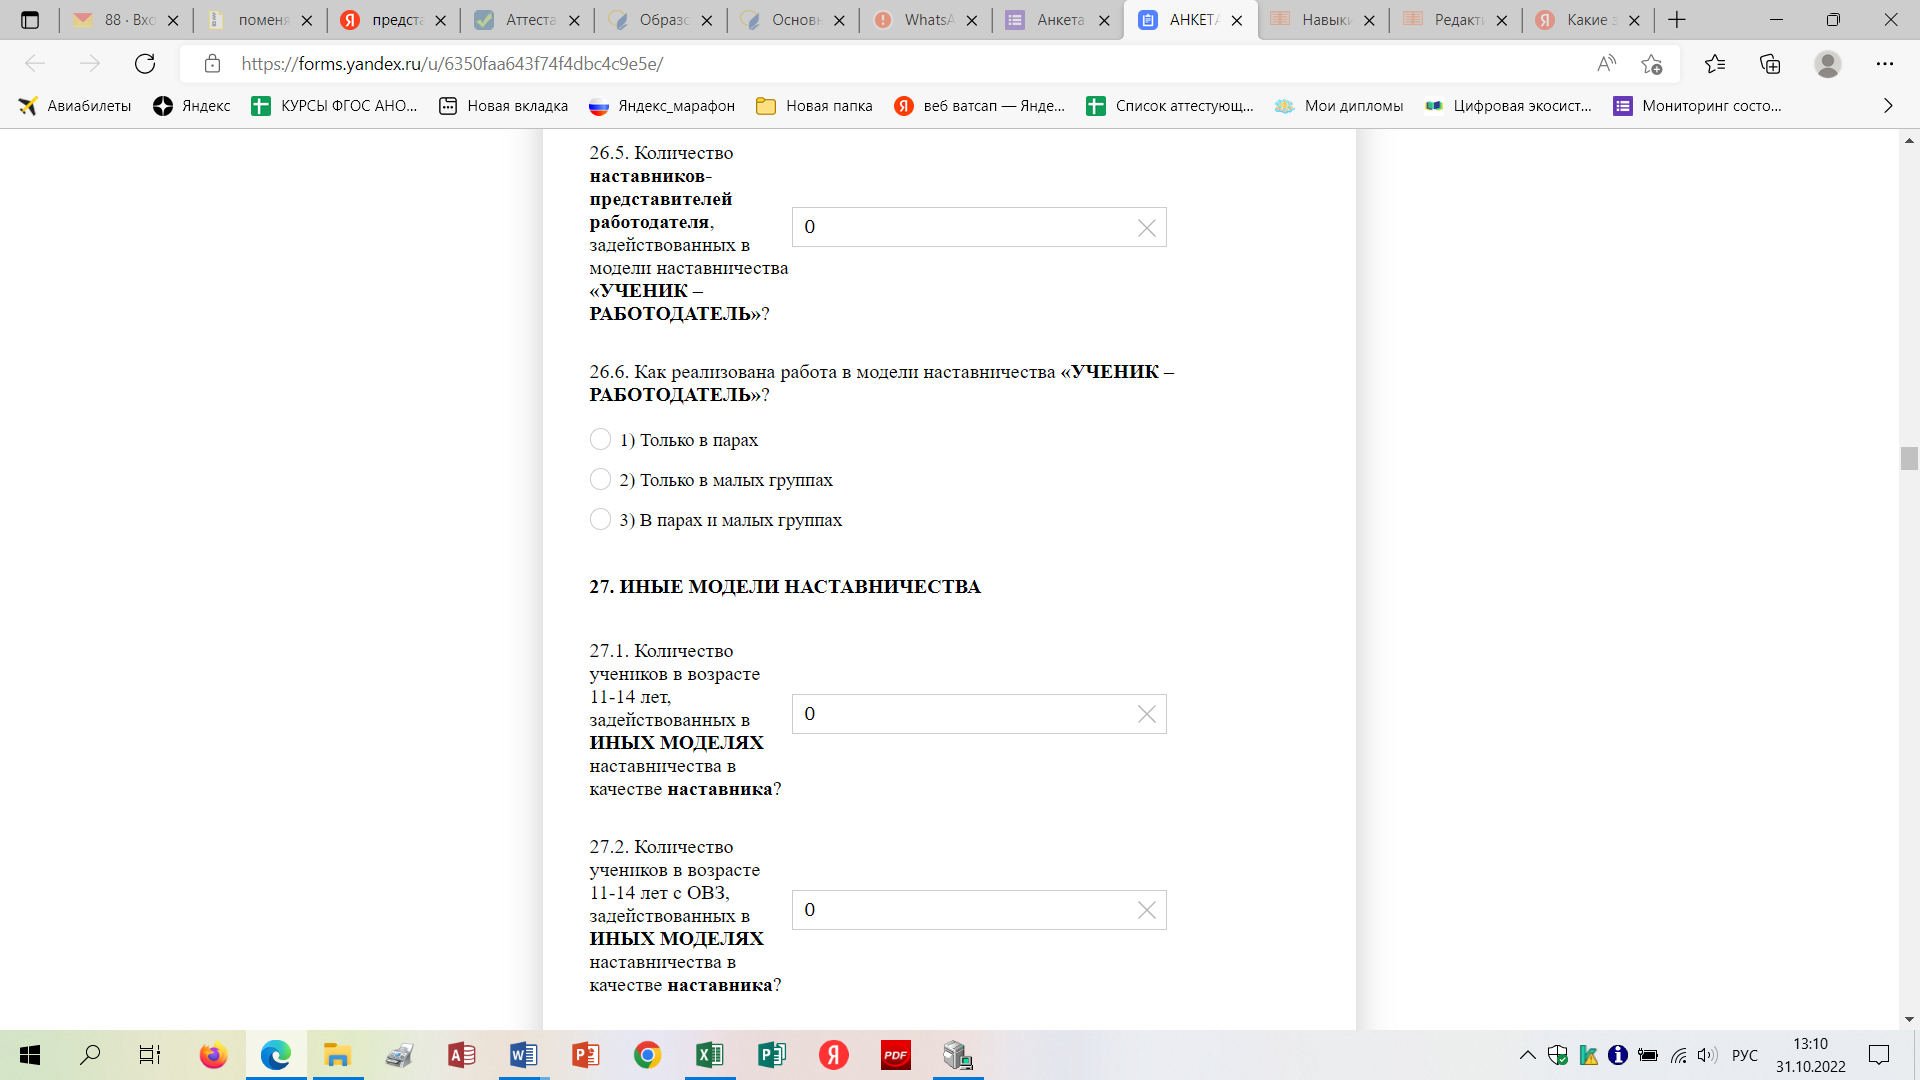 88 · Вхо
поменя
предста
Аттеста
Образо
Основн
WhatsA
Анкета
АНКЕТА
Навыки
Редакти
Какие з
https://forms.yandex.ru/u/6350faa643f74f4dbc4c9e5e/
Авиабилеты
Яндекс
КУРСЫ ФГОС АНО...
Новая вкладка
Яндекс_марафон
Новая папка
веб ватсап — Янде...
Список аттестующ...
Мои дипломы
Цифровая экосист...
Мониторинг состо...
26.5. Количество
наставников-
представителей
работодателя,
задействованных в
модели наставничества
«УЧЕНИК –
РАБОТОДАТЕЛЬ»?
0
26.6. Как реализована работа в модели наставничества «УЧЕНИК –
РАБОТОДАТЕЛЬ»?
1) Только в парах
2) Только в малых группах
3) В парах и малых группах
27. ИНЫЕ МОДЕЛИ НАСТАВНИЧЕСТВА
27.1. Количество
учеников в возрасте
11-14 лет,
задействованных в
ИНЫХ МОДЕЛЯХ
наставничества в
качестве наставника?
0
27.2. Количество
учеников в возрасте
11-14 лет с ОВЗ,
задействованных в
ИНЫХ МОДЕЛЯХ
наставничества в
качестве наставника?
0
РУС
13:10
31.10.2022